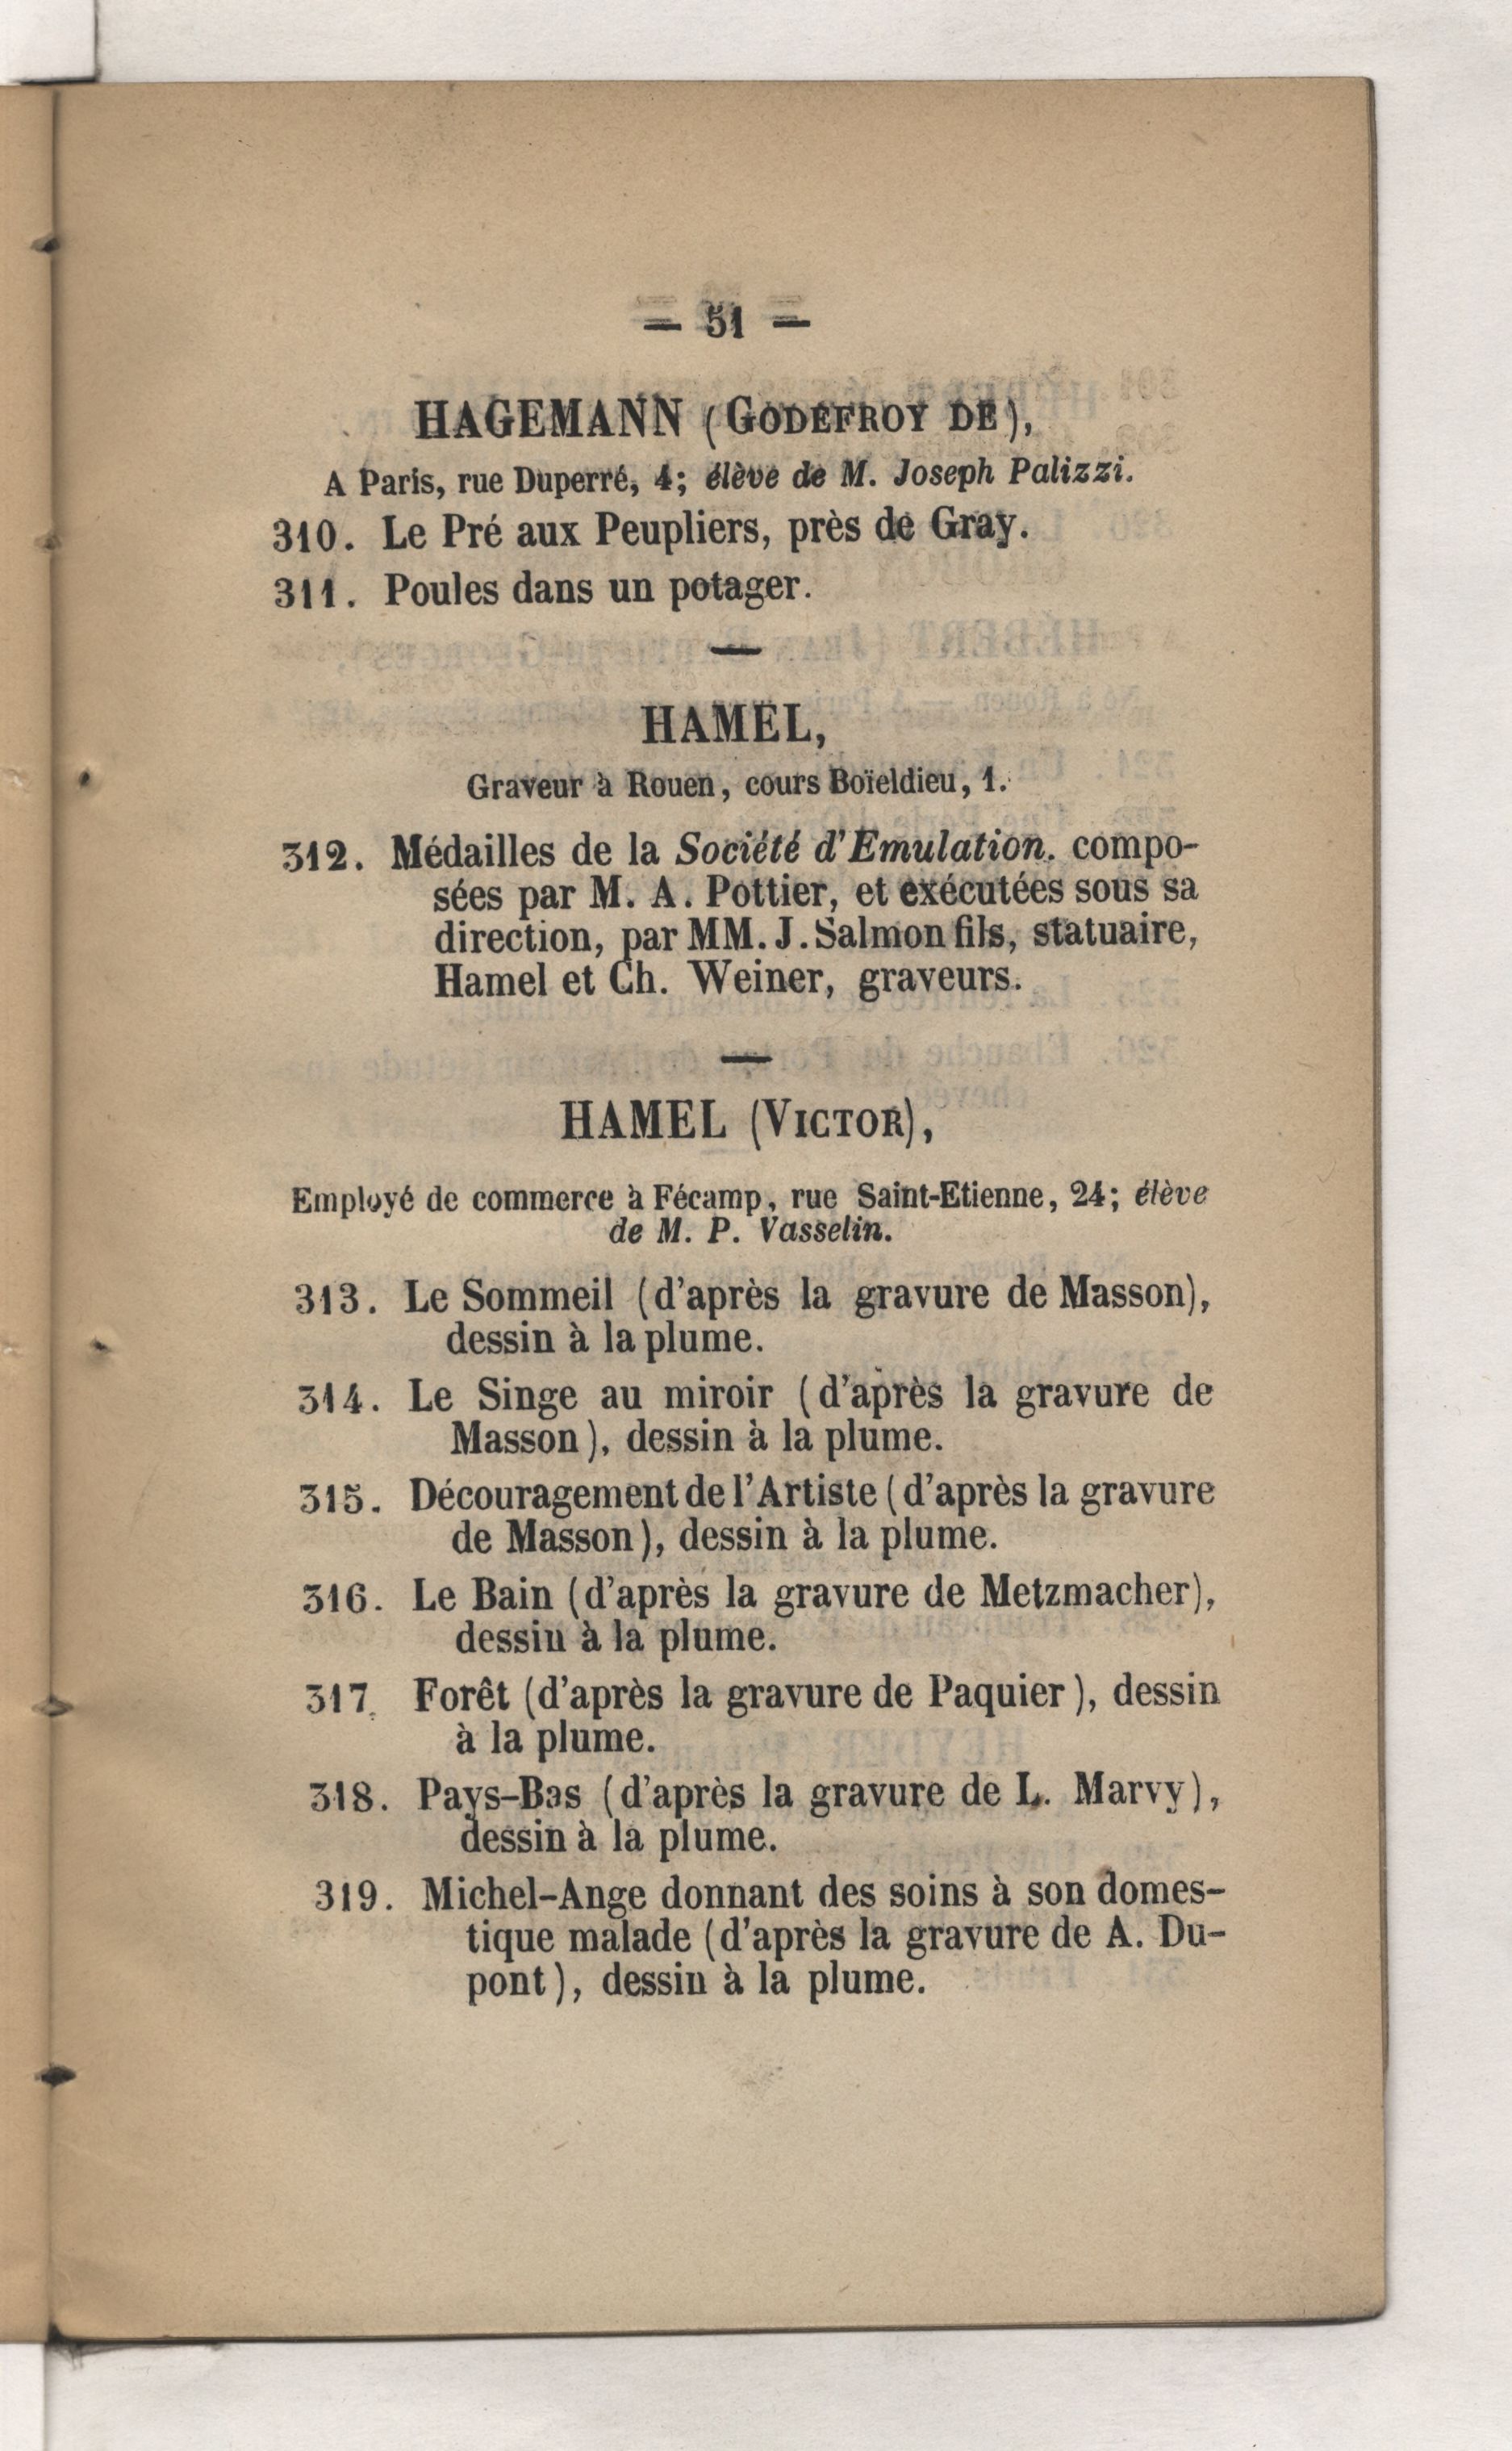 — 51 —
HAGEMANN (GODEFROY DE),
A Paris, rue Duperré, 4; élève de M. Joseph Palizzi.
310. Le Pré aux Peupliers, près de Gray.
311. Poules dans un potager.
HAMEL,
Graveur à Rouen, cours Boïeldieu, 1.
312. Médailles de la Société d'Emulation. compo-
sées par M. A. Pottier, et exécutées sous sa
direction, par MM. J. Salmon fils, statuaire,
Hamel et Ch. Weiner, graveurs.
HAMEL (VICTOR),
Employé de commerce à Fécamp, rue Saint-Etienne, 24; élève
de M. P. Vasselin.
313. Le Sommeil (d'après la gravure de Masson),
dessin à la plume.
314. Le Singe au miroir (d'après la gravure de
Masson), dessin à la plume.
315. Découragement de l'Artiste (d'après la gravure
de Masson), dessin à la plume.
316. Le Bain (d'après la gravure de Metzmacher),
dessin à la plume.
317. Forêt (d'après la gravure de Paquier), dessin
à la plume.
318. Pays-Bas (d'après la gravure de L. Marvy),
dessin à la plume.
319. Michel-Ange donnant des soins à son domes-
tique malade (d'après la gravure de A. Du-
pont), dessin à la plume.